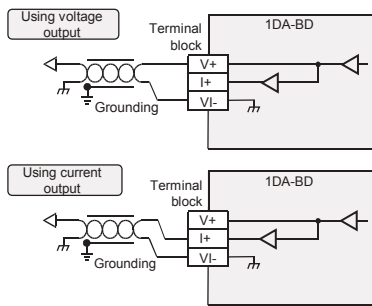 Using voltage
output
Terminal
block
1DA-BD
V+
I+
VI-
Grounding
Using current
output
Terminal
block
1DA-BD
V+
I+
VI-
Grounding